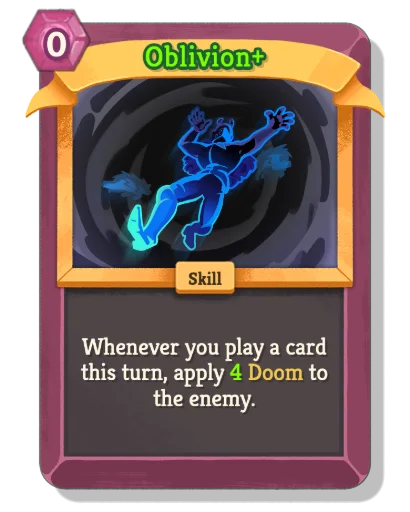 0
Oblivion+
Skill
Whenever you play a card
this turn, apply 4 Doom to
the enemy.